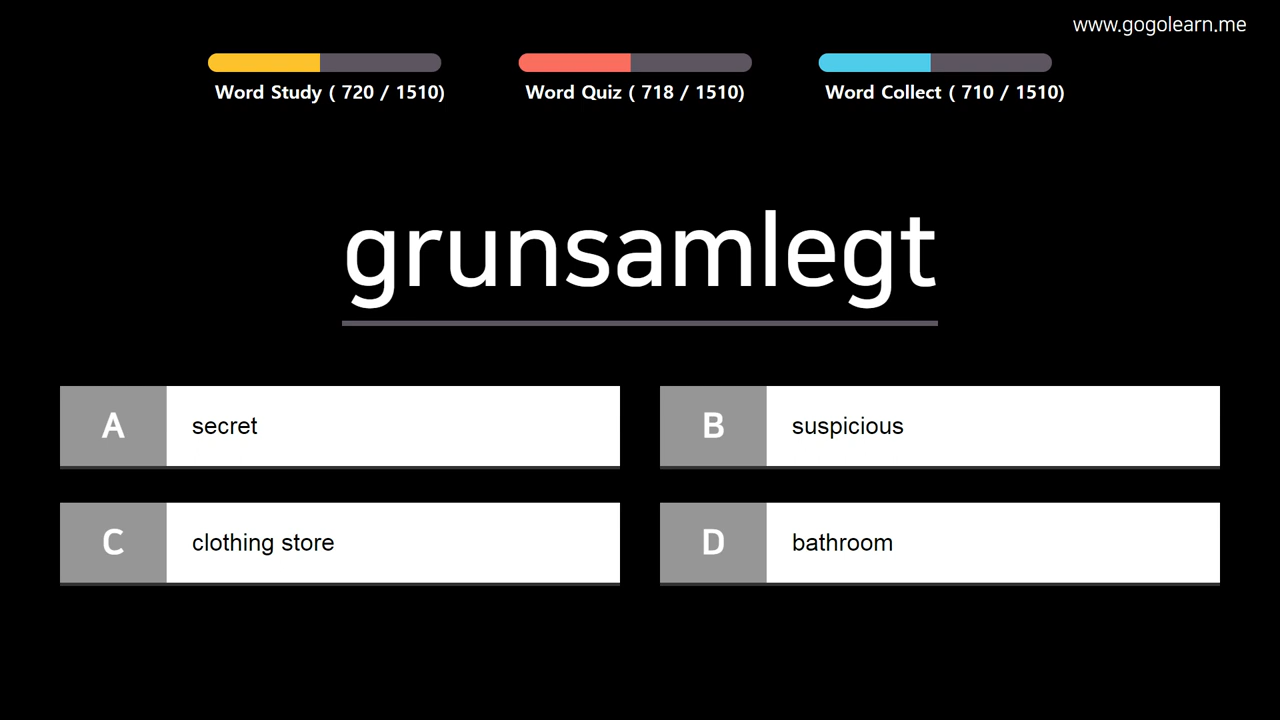 www.gogolearn.me
Word Study ( 720 / 1510)
Word Quiz ( 718 / 1510)
Word Collect ( 710 / 1510)
grunsamlegt
A secret
B suspicious
C clothing store
D bathroom